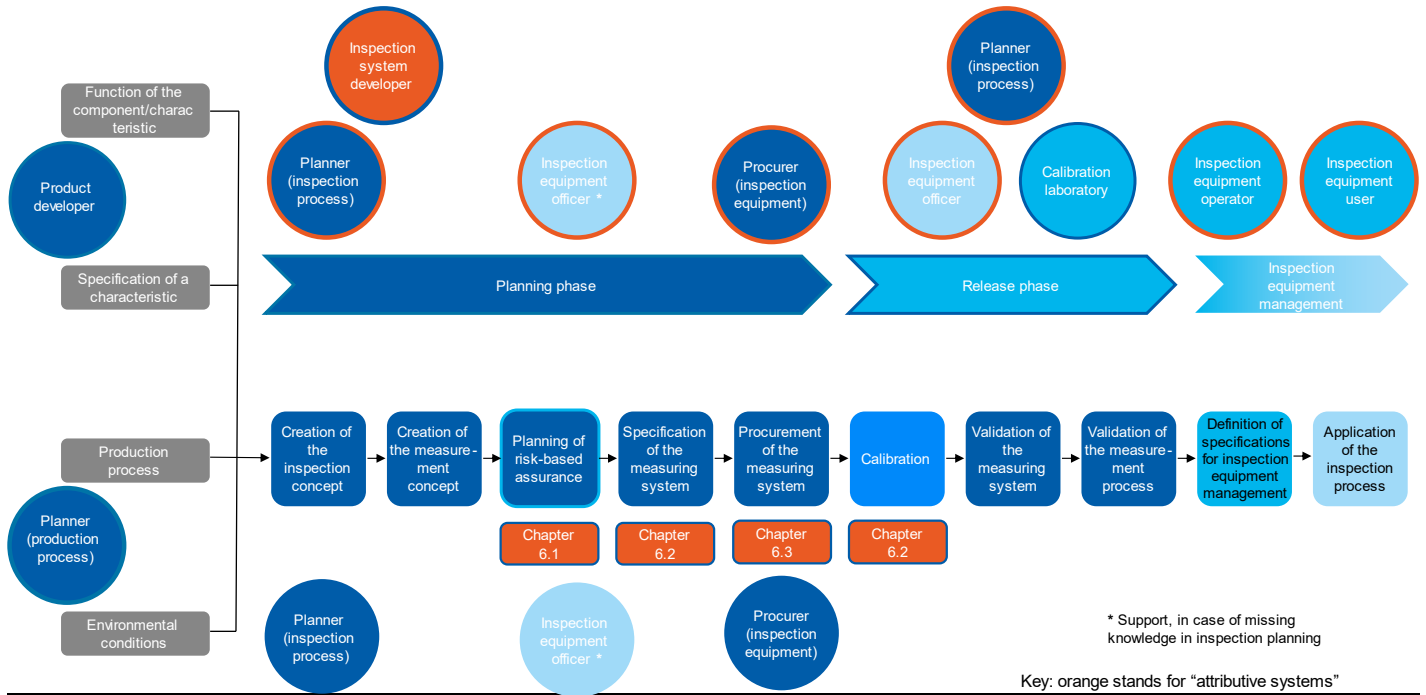 Inspection
system
developer
Planner
(inspection
process)
Function of the
component/charac
teristic
Planner
(inspection
process)
Inspection
equipment
officer *
Procurer
(inspection
equipment)
Inspection
equipment
officer
Calibration
laboratory
Inspection
equipment
operator
Inspection
equipment
user
Product
developer
Specification of a
characteristic
Planning phase
Release phase
Inspection
equipment
management
Production
process
Creation of
the
inspection
concept
Creation of
the measure-
ment
concept
Planning of
risk-based
assurance
Specification
of the
measuring
system
Procurement
of the
measuring
system
Calibration
Validation of
the
measuring
system
Validation of
the measure-
ment
process
Definition of
specifications
for inspection
equipment
management
Application
of the
inspection
process
Chapter
6.1
Chapter
6.2
Chapter
6.3
Chapter
6.2
Planner
(production
process)
Environmental
conditions
Planner
(inspection
process)
Inspection
equipment
officer *
Procurer
(inspection
equipment)
* Support, in case of missing
knowledge in inspection planning
Key: orange stands for “attributive systems”